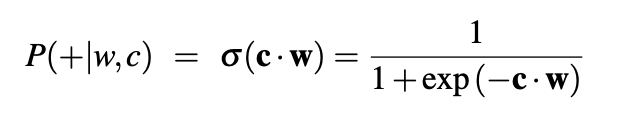 P(+|w,c) = σ(c·w) = 1 / (1+exp(−c·w))